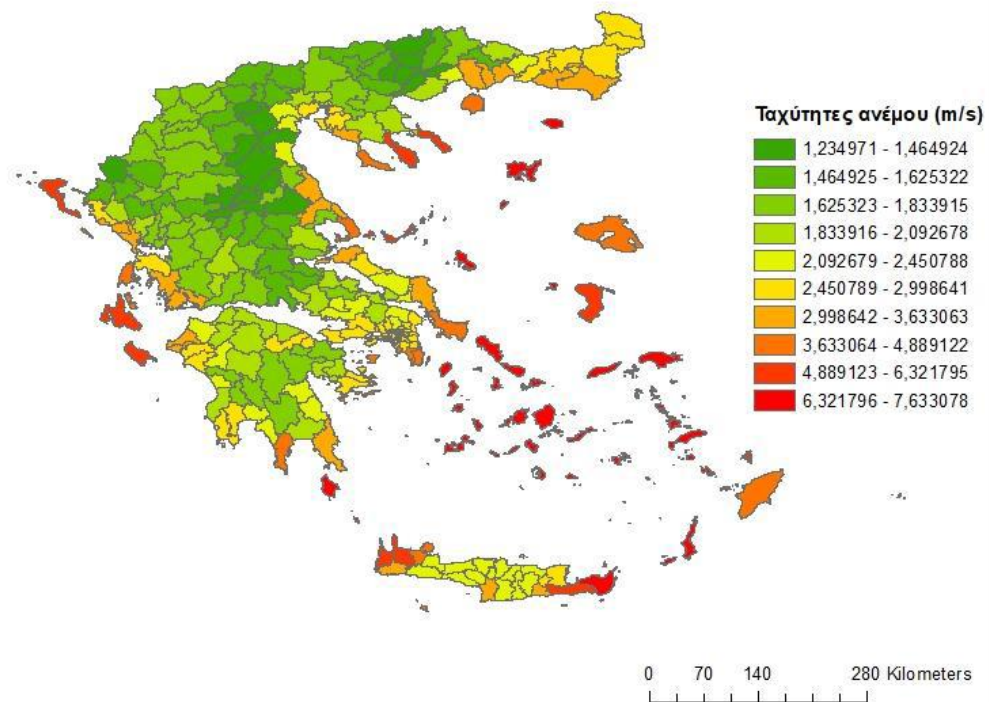 Ταχύτητες ανέμου (m/s)
1,234971 - 1,464924
1,464925 - 1,625322
1,625323 - 1,833915
1,833916 - 2,092678
2,092679 - 2,450788
2,450789 - 2,998641
2,998642 - 3,633063
3,633064 - 4,889122
4,889123 - 6,321795
6,321796 - 7,633078
0 70 140 280 Kilometers